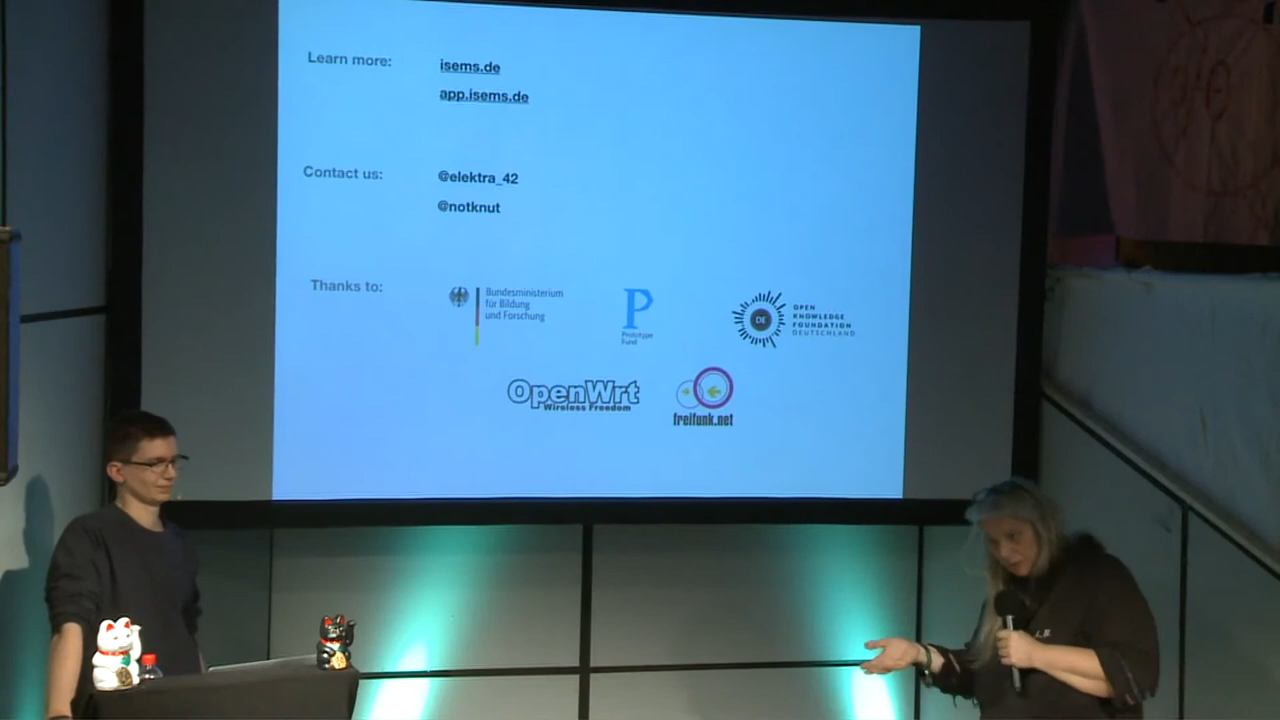 Learn more:
isems.de
app.isems.de
Contact us:
@elektra_42
@notknut
Thanks to:
Bundesministerium
für Bildung
und Forschung
P
Prototype
Fund
DE
OPEN
KNOWLEDGE
FOUNDATION
DEUTSCHLAND
OpenWrt
Wireless Freedom
freifunk.net